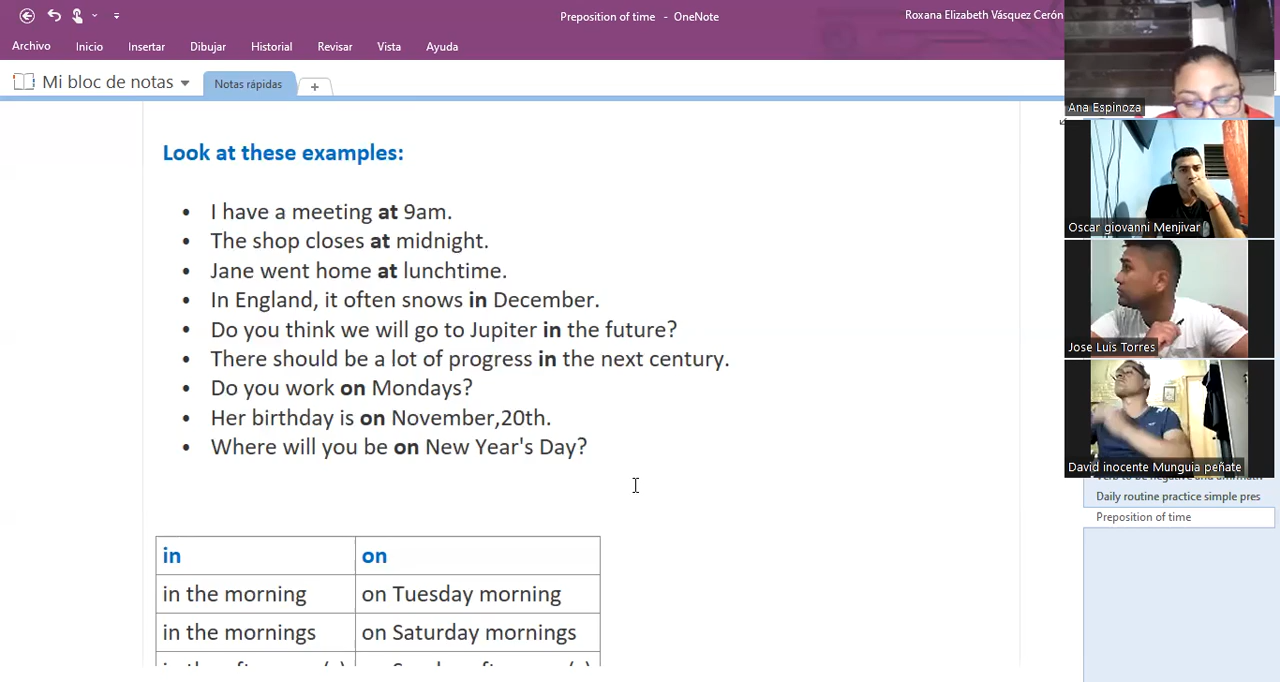 Preposition of time - OneNote
Roxana Elizabeth Vásquez Cerón
Archivo Inicio Insertar Dibujar Historial Revisar Vista Ayuda
Mi bloc de notas Notas rápidas +
Look at these examples:
• I have a meeting at 9am.
• The shop closes at midnight.
• Jane went home at lunchtime.
• In England, it often snows in December.
• Do you think we will go to Jupiter in the future?
• There should be a lot of progress in the next century.
• Do you work on Mondays?
• Her birthday is on November,20th.
• Where will you be on New Year's Day?
in on
in the morning on Tuesday morning
in the mornings on Saturday mornings
Ana Espinoza
Oscar giovanni Menjivar
Jose Luis Torres
David inocente Munguia peñate
Daily routine practice simple pres
Preposition of time